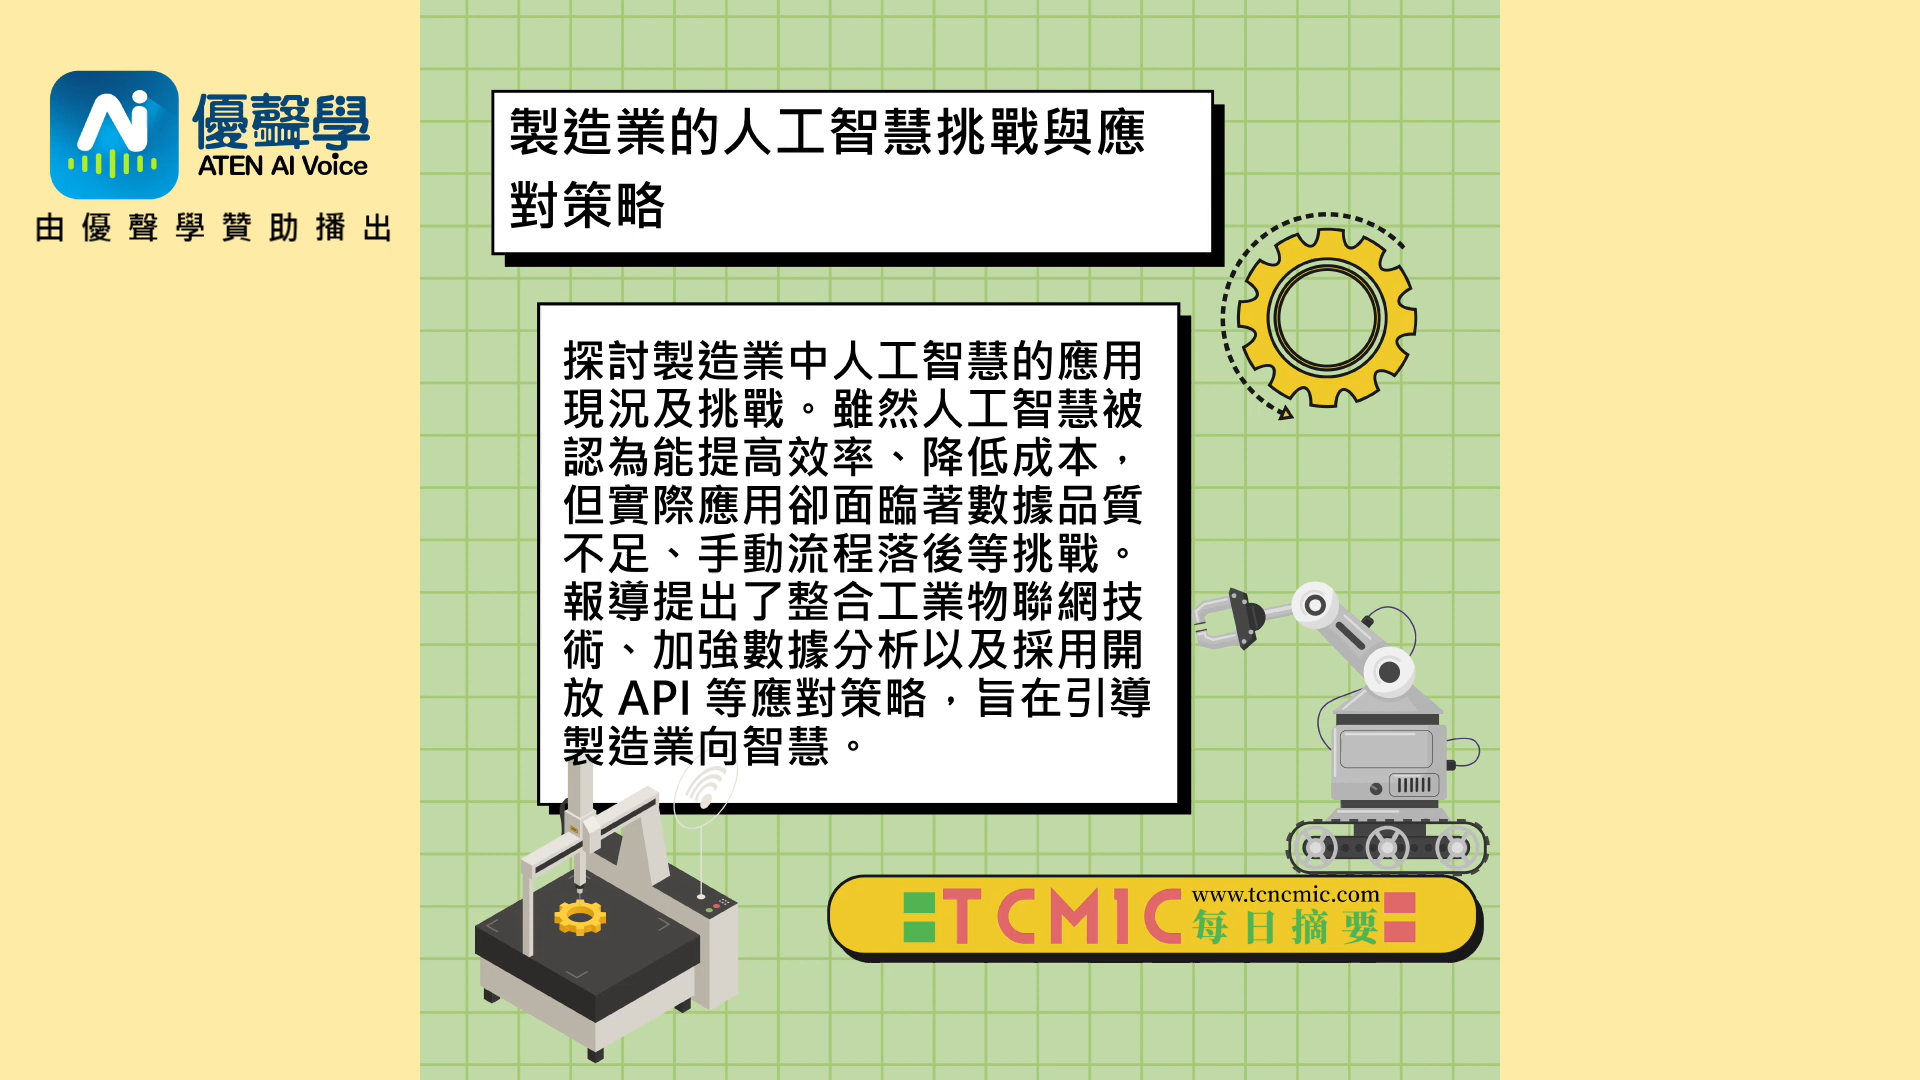 優聲學
ATEN AI Voice
由優聲學贊助播出
製造業的人工智慧挑戰與應
對策略
探討製造業中人工智慧的應用
現況及挑戰。雖然人工智慧被
認為能提高效率、降低成本，
但實際應用卻面臨著數據品質
不足、手動流程落後等挑戰。
報導提出了整合工業物聯網技
術、加強數據分析以及採用開
放 API 等應對策略，旨在引導
製造業向智慧。
TCMIC
www.tcncmic.com
每日摘要